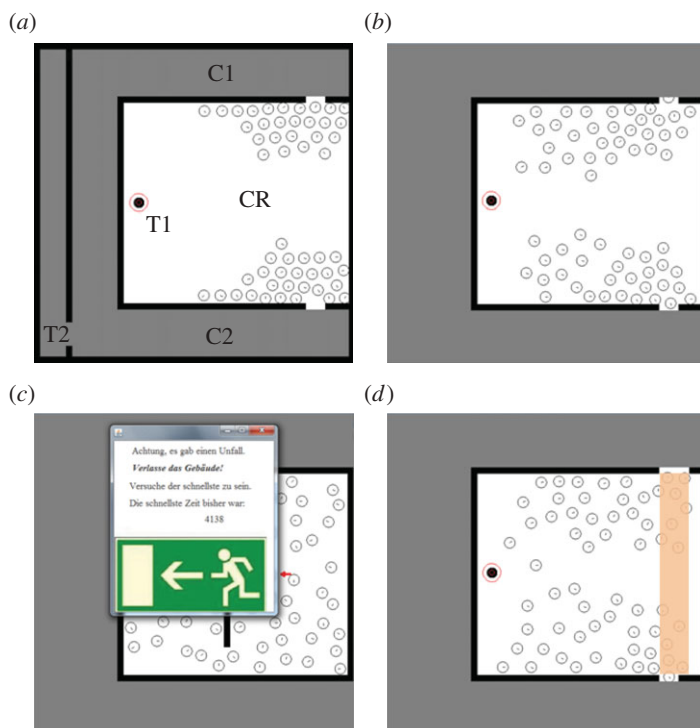 (a)
(b)
C1
CR
T1
T2
C2
(c)
(d)
Achtung, es gab einen Unfall.
Verlasse das Gebäude!
Versuche der schnellste zu sein.
Die schnellste Zeit bisher war:
4138